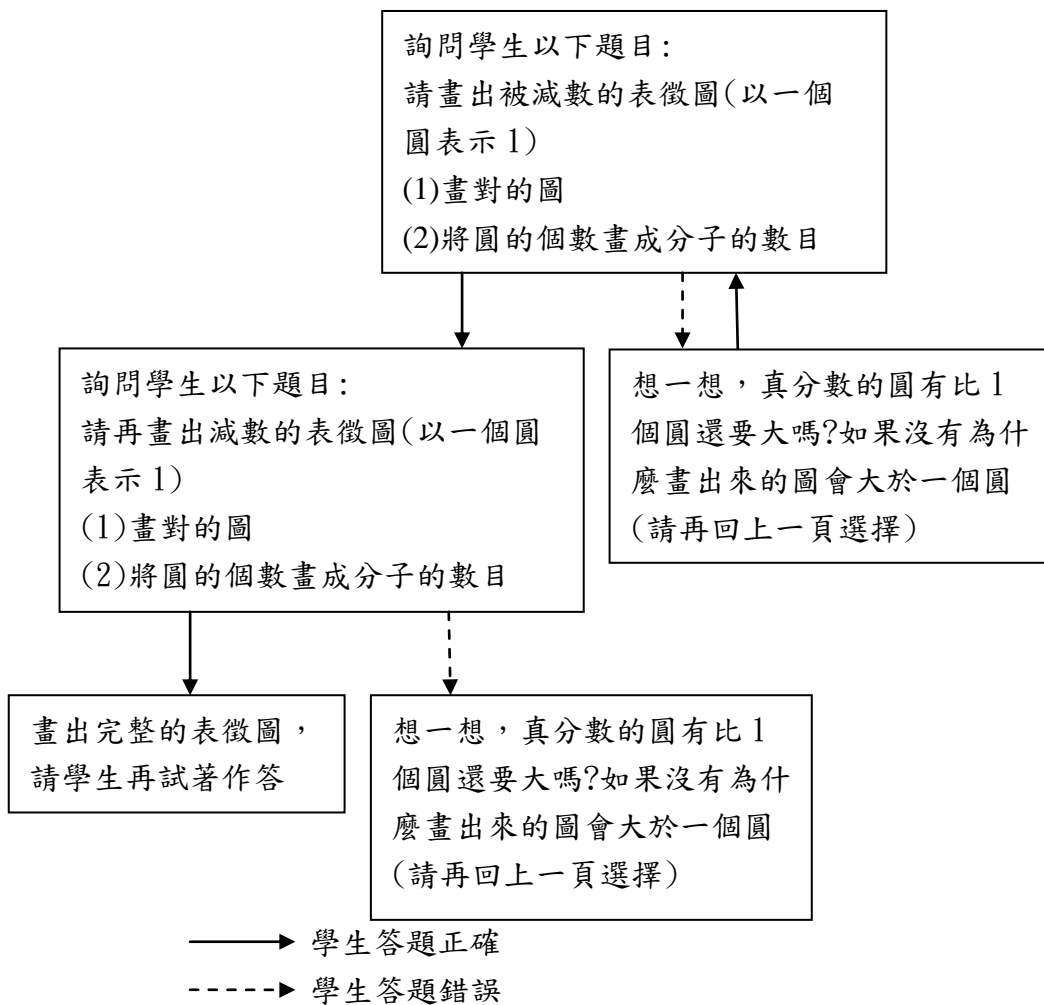 詢問學生以下題目:
請畫出被減數的表徵圖(以一個
圓表示 1)
(1)畫對的圖
(2)將圓的個數畫成分子的數目
詢問學生以下題目:
請再畫出減數的表徵圖(以一個圓
表示 1)
(1)畫對的圖
(2)將圓的個數畫成分子的數目
想一想，真分數的圓有比 1
個圓還要大嗎?如果沒有為什
麼畫出來的圖會大於一個圓
(請再回上一頁選擇)
畫出完整的表徵圖，
請學生再試著作答
想一想，真分數的圓有比 1
個圓還要大嗎?如果沒有為什
麼畫出來的圖會大於一個圓
(請再回上一頁選擇)
學生答題正確
學生答題錯誤